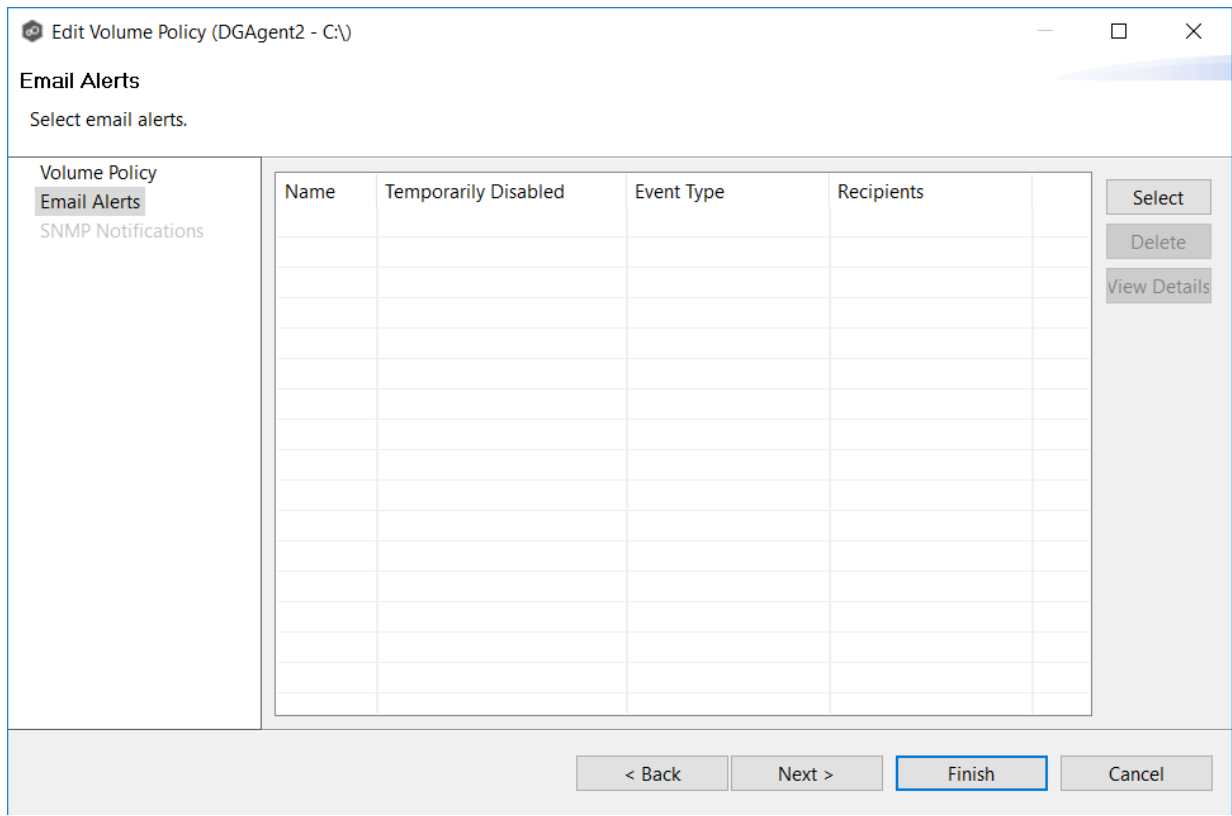 Edit Volume Policy (DGAgent2 - C:\)
Email Alerts
Select email alerts.
Volume Policy
Email Alerts
SNMP Notifications
Name Temporarily Disabled Event Type Recipients
Select
Delete
View Details
< Back Next > Finish Cancel